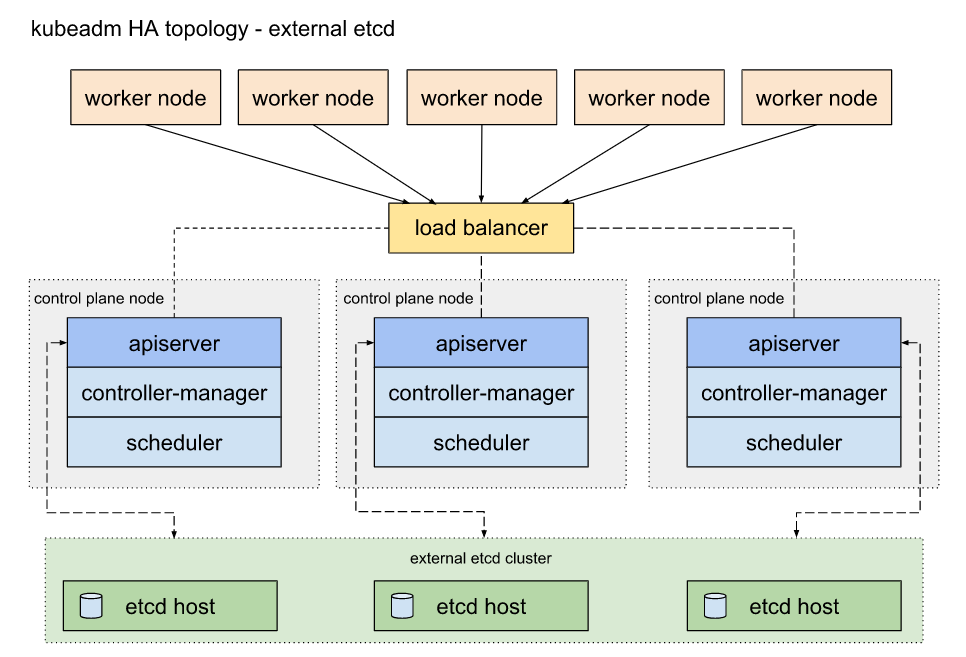 kubeadm HA topology - external etcd
worker node
worker node
worker node
worker node
worker node
load balancer
control plane node
control plane node
control plane node
apiserver
apiserver
apiserver
controller-manager
controller-manager
controller-manager
scheduler
scheduler
scheduler
external etcd cluster
etcd host
etcd host
etcd host